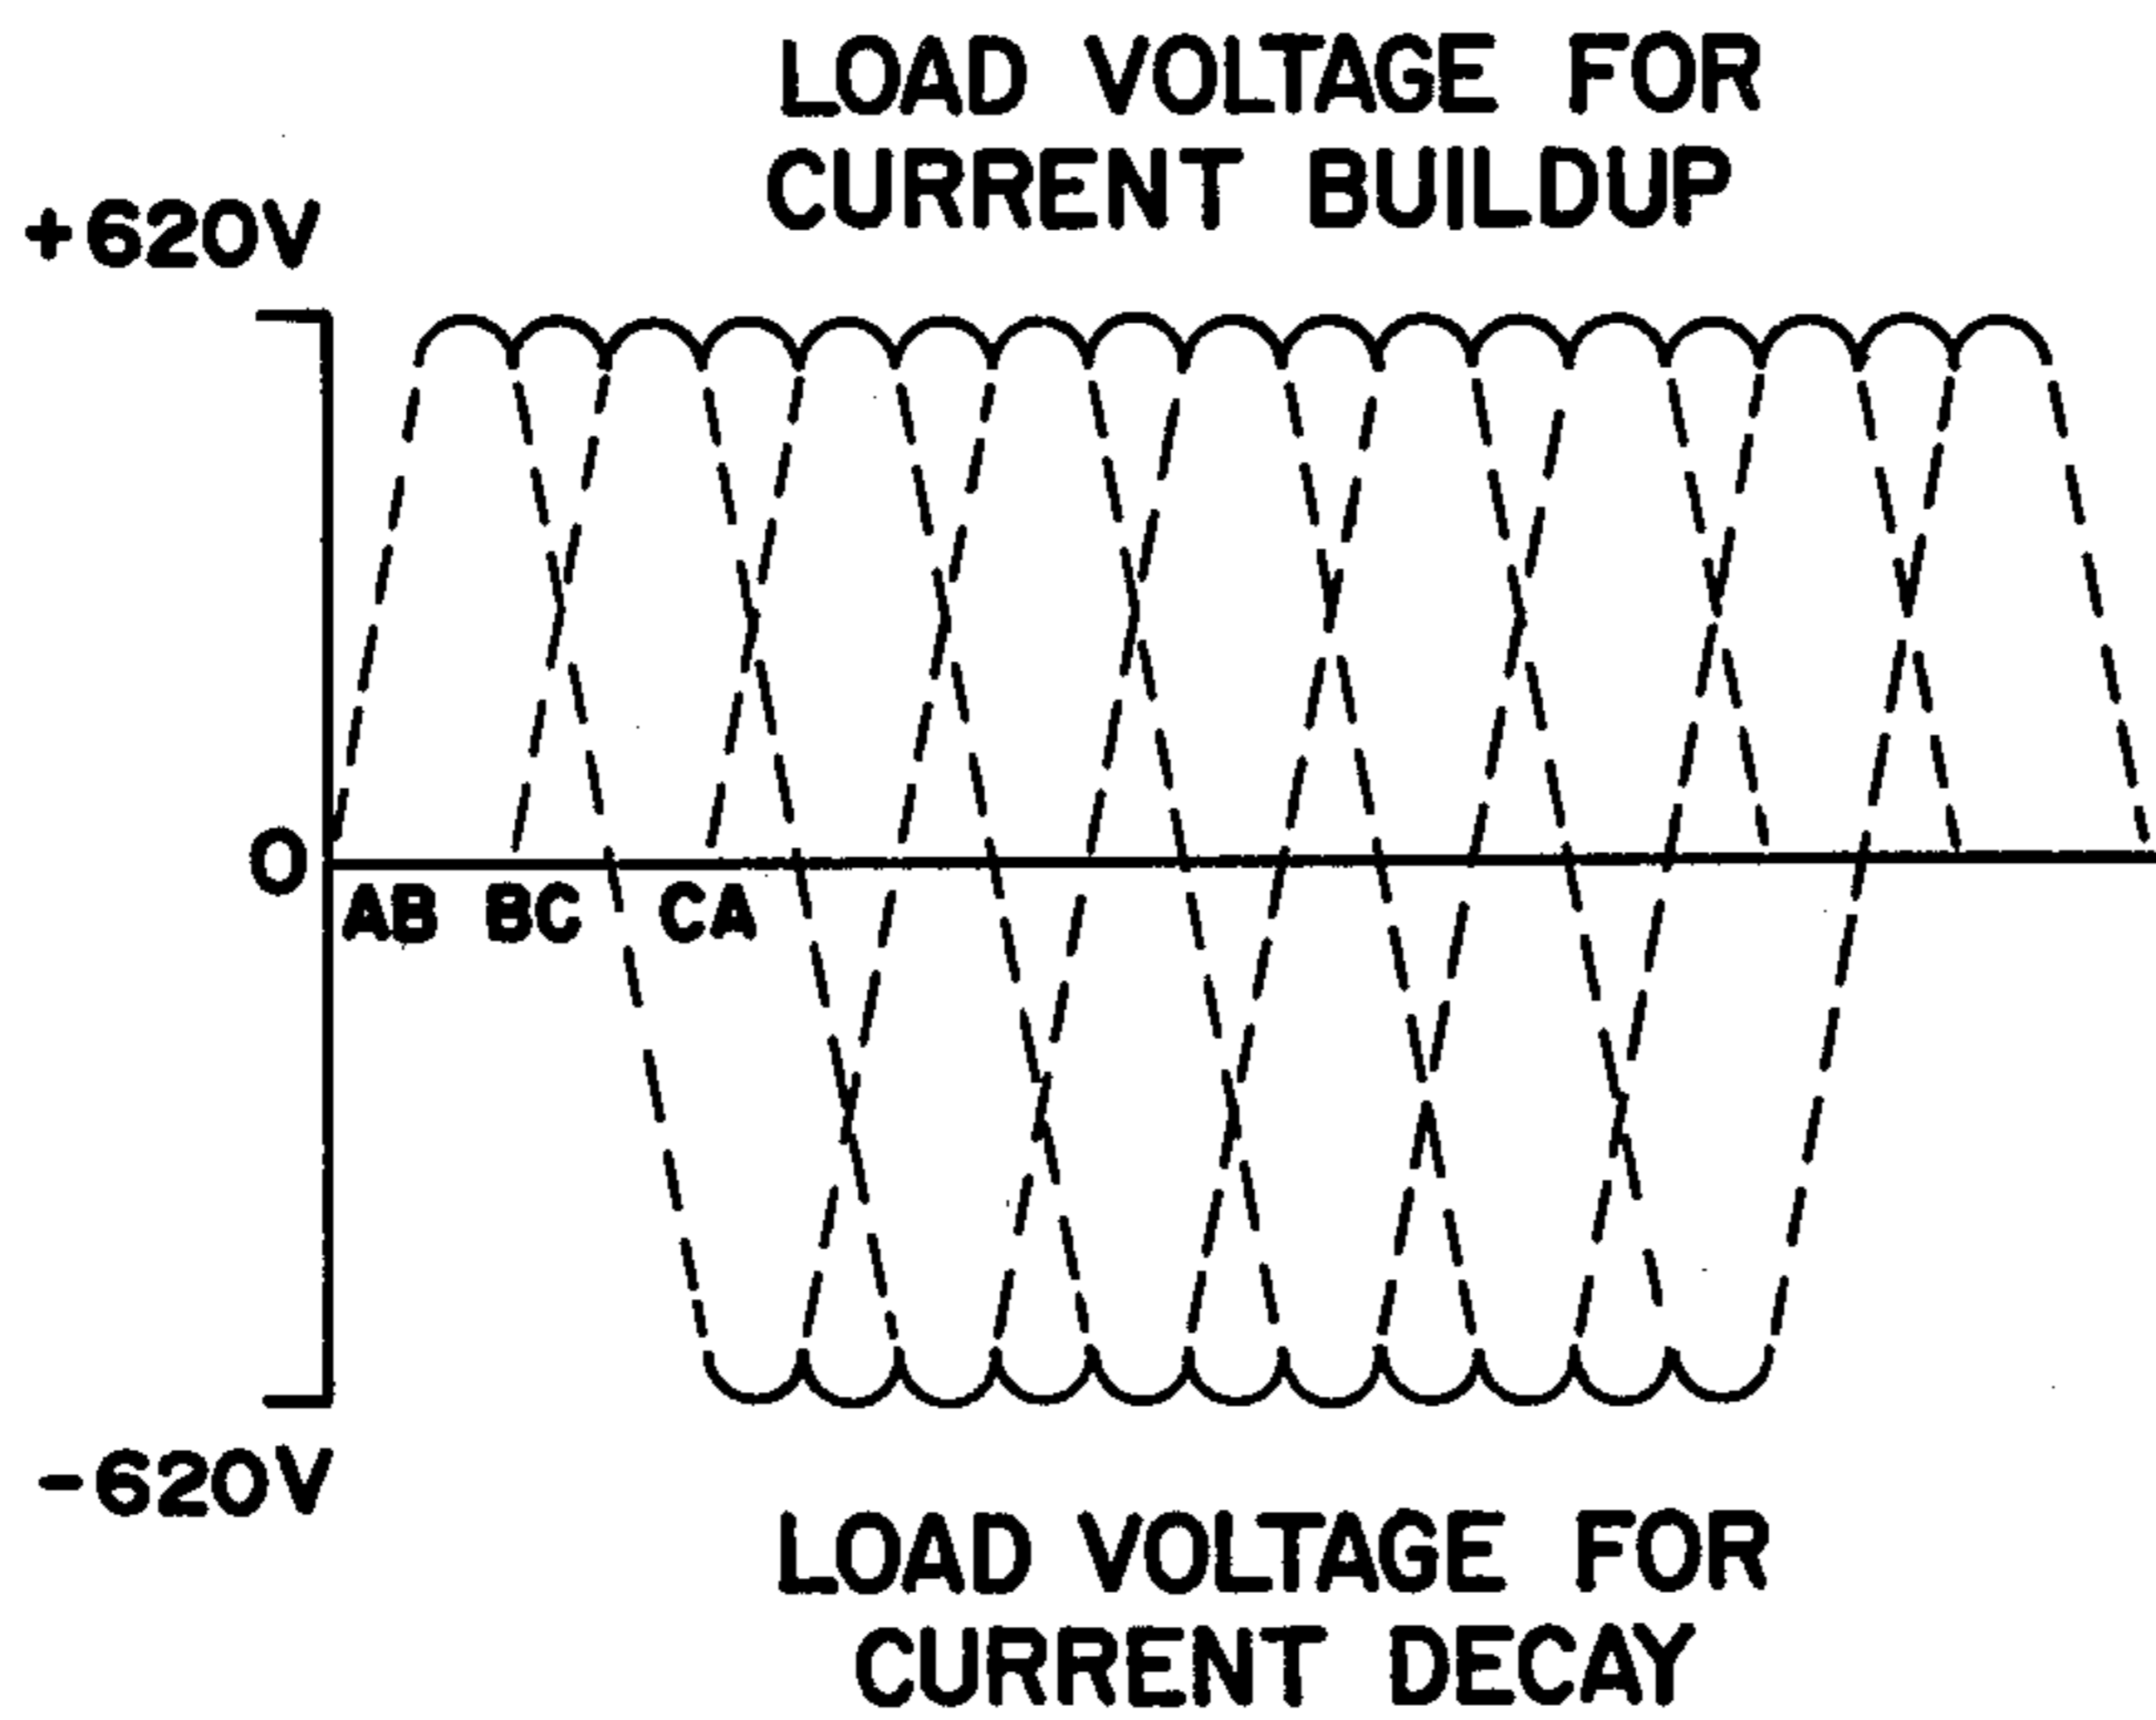 LOAD VOLTAGE FOR
CURRENT BUILDUP
+620V
0
AB BC CA
-620V
LOAD VOLTAGE FOR
CURRENT DECAY